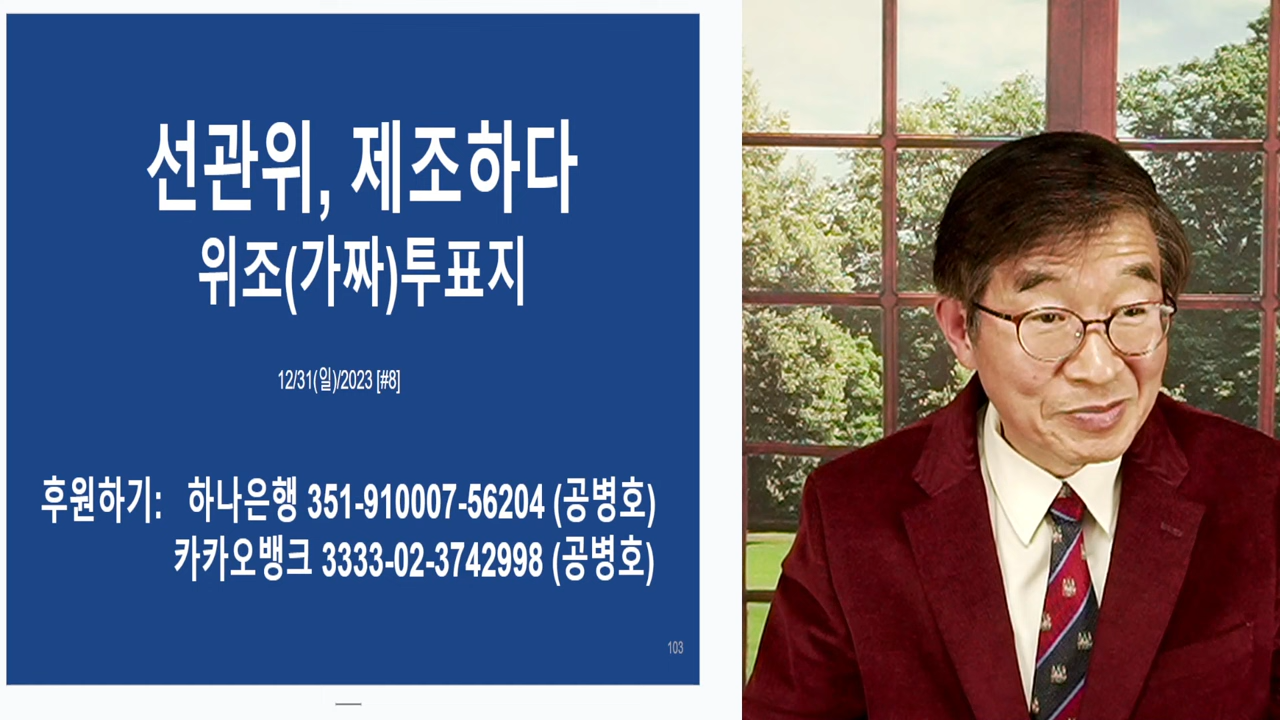 선관위, 제조하다
위조(가짜)투표지
12/31(일)/2023 [#8]
후원하기: 하나은행 351-910007-56204 (공병호)
카카오뱅크 3333-02-3742998 (공병호)
103